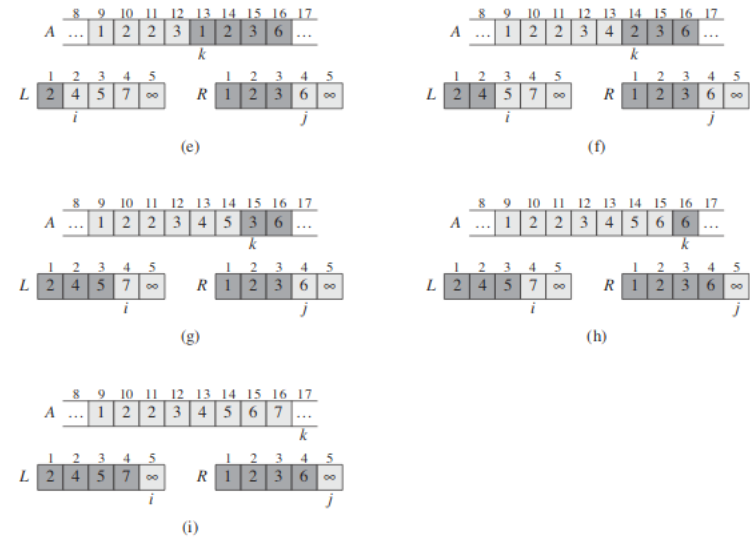 8 9 10 11 12 13 14 15 16 17
A ... 1 2 2 3 1 2 3 6 ...
k
1 2 3 4 5
L 2 4 5 7 ∞
i
1 2 3 4 5
R 1 2 3 6 ∞
j
(e)
8 9 10 11 12 13 14 15 16 17
A ... 1 2 2 3 4 2 3 6 ...
k
1 2 3 4 5
L 2 4 5 7 ∞
i
1 2 3 4 5
R 1 2 3 6 ∞
j
(f)
8 9 10 11 12 13 14 15 16 17
A ... 1 2 2 3 4 5 3 6 ...
k
1 2 3 4 5
L 2 4 5 7 ∞
i
1 2 3 4 5
R 1 2 3 6 ∞
j
(g)
8 9 10 11 12 13 14 15 16 17
A ... 1 2 2 3 4 5 6 6 ...
k
1 2 3 4 5
L 2 4 5 7 ∞
i
1 2 3 4 5
R 1 2 3 6 ∞
j
(h)
8 9 10 11 12 13 14 15 16 17
A ... 1 2 2 3 4 5 6 7 ...
k
1 2 3 4 5
L 2 4 5 7 ∞
i
1 2 3 4 5
R 1 2 3 6 ∞
j
(i)